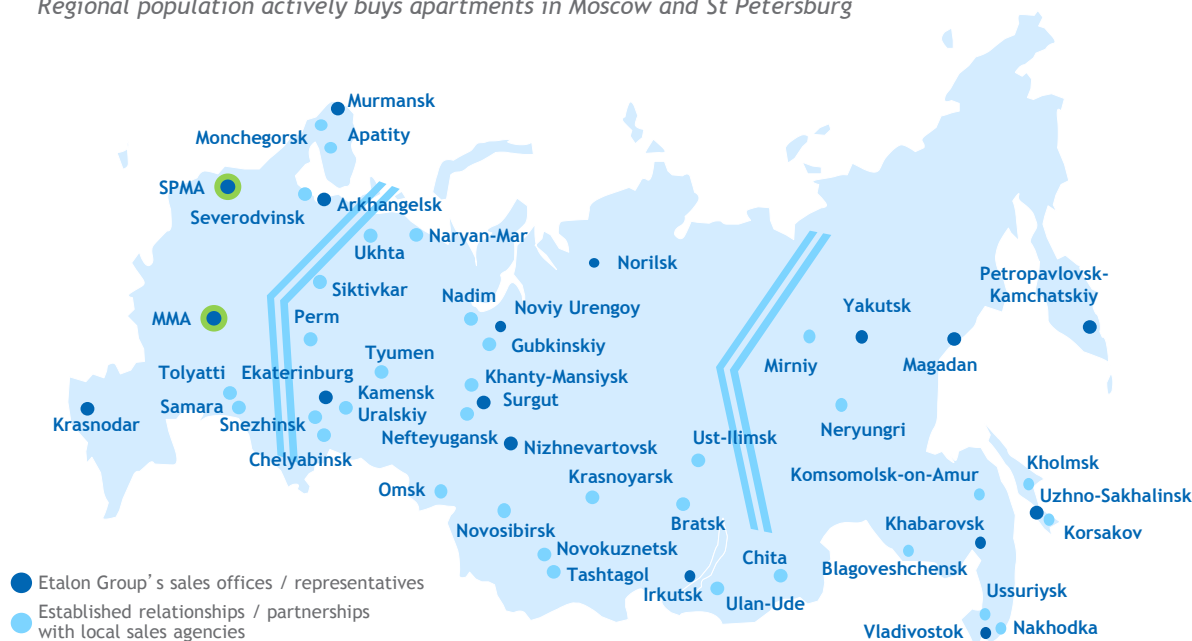 Regional population actively buys apartments in Moscow and St Petersburg
Murmansk
Monchegorsk
Apatity
SPMA
Severodvinsk
Arkhangelsk
Ukhta
Naryan-Mar
Norilsk
Siktivkar
Nadim
Noviy Urengoy
Petropavlovsk-
Kamchatskiy
Yakutsk
MMA
Perm
Gubkinskiy
Mirniy
Magadan
Tyumen
Tolyatti
Ekaterinburg
Khanty-Mansiysk
Kamensk
Uralskiy
Surgut
Samara
Snezhinsk
Krasnodar
Nefteyugansk
Nizhnevartovsk
Ust-Ilimsk
Neryungri
Chelyabinsk
Krasnoyarsk
Komsomolsk-on-Amur
Kholmsk
Omsk
Uzhno-Sakhalinsk
Novosibirsk
Bratsk
Khabarovsk
Korsakov
Novokuznetsk
Chita
Blagoveshchensk
Tashtagol
Irkutsk
Ulan-Ude
Ussuriysk
Vladivostok
Nakhodka
Etalon Group's sales offices / representatives
Established relationships / partnerships
with local sales agencies